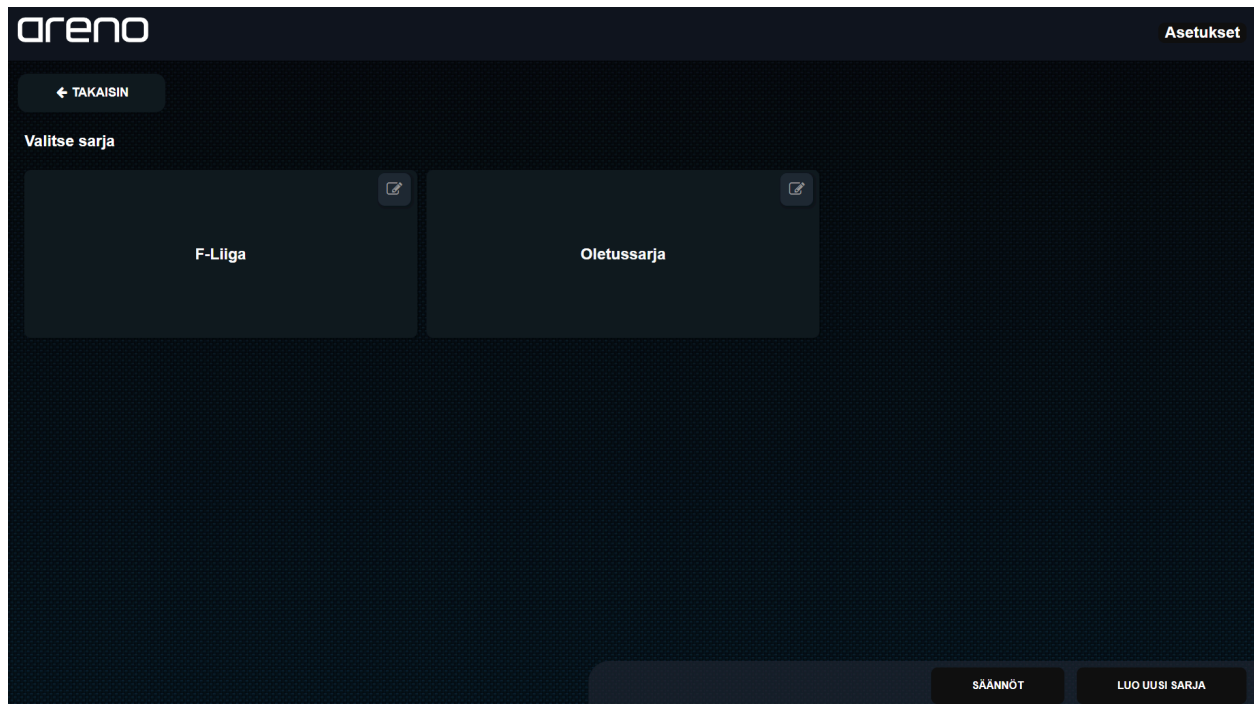 areno
Asetukset
TAKAISIN
Valitse sarja
F-Liiga
Oletussarja
SÄÄNNÖT
LUO UUSI SARJA